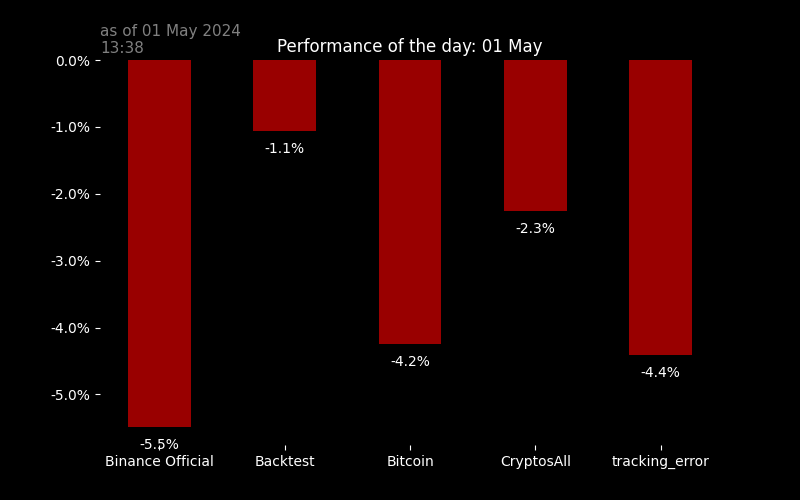 as of 01 May 2024
13:38
Performance of the day: 01 May
0.0%
-1.0%
-2.0%
-3.0%
-4.0%
-5.0%
-5.5%
-1.1%
-4.2%
-2.3%
-4.4%
Binance Official
Backtest
Bitcoin
CryptosAll
tracking_error